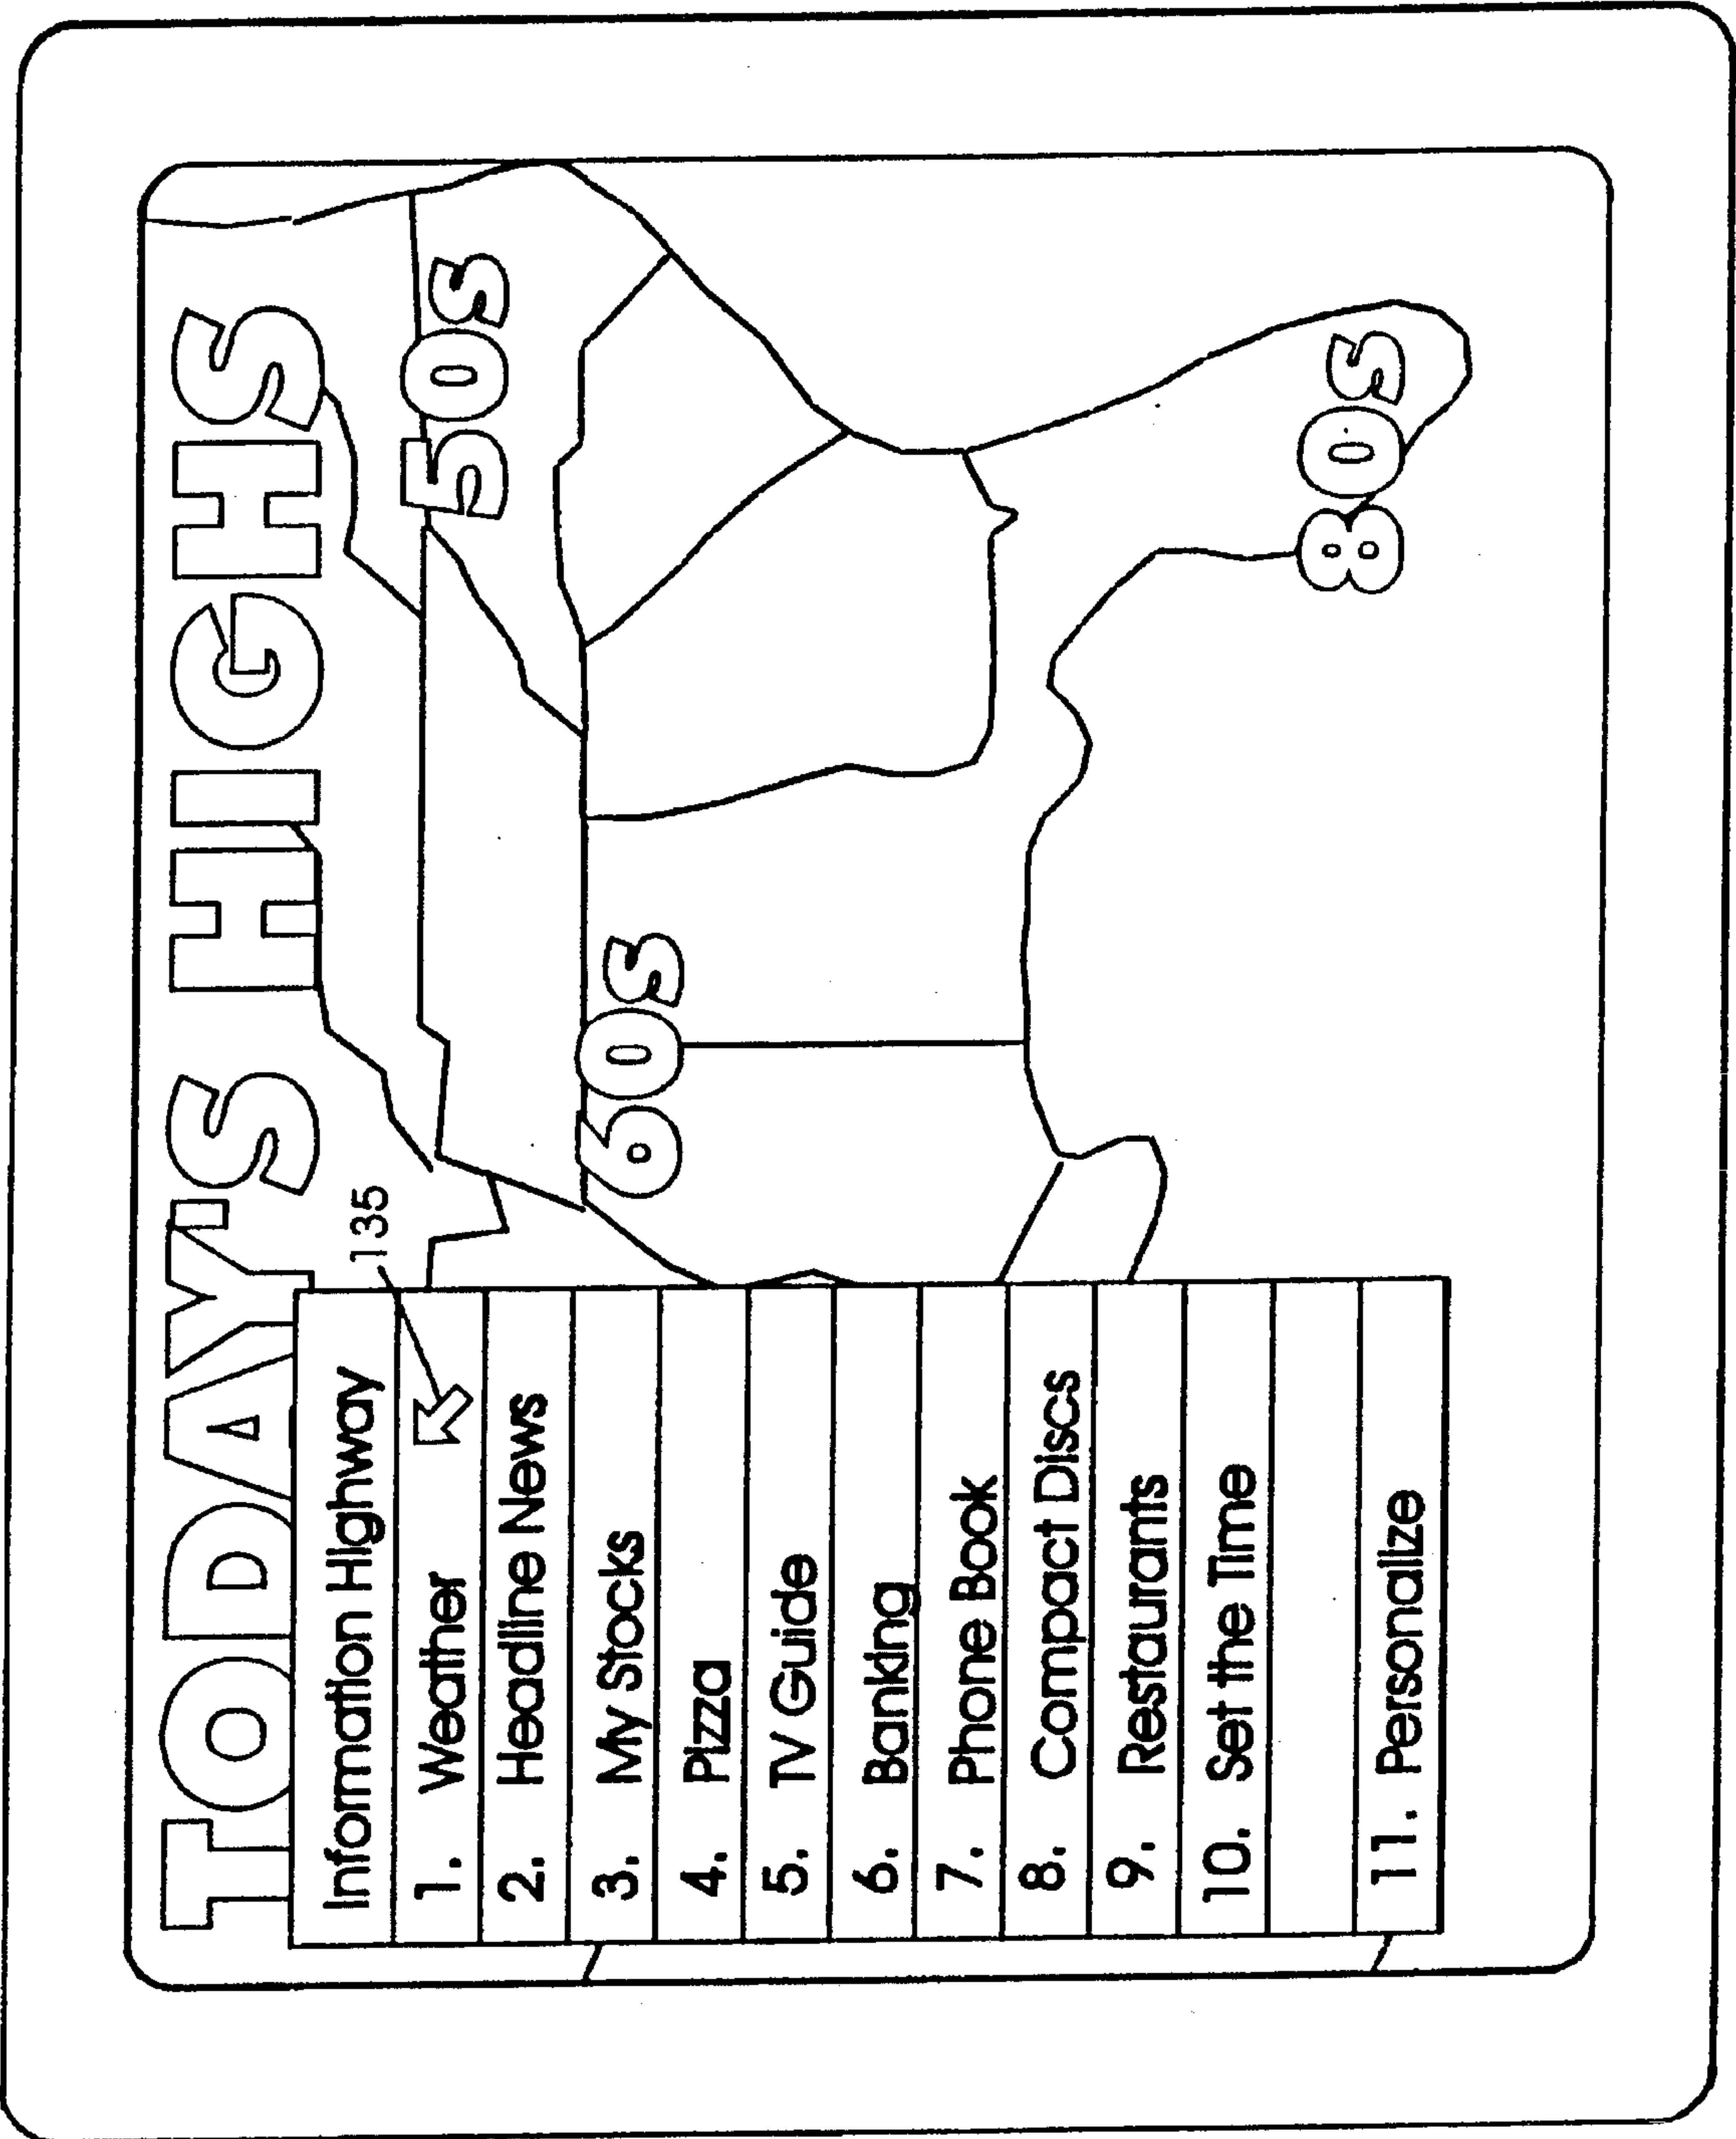 TODAY'S HIGHS
135
50s
60s
80s
Information Highway
1. Weather
2. Headline News
3. My Stocks
4. Pizza
5. TV Guide
6. Banking
7. Phone Book
8. Compact Discs
9. Restaurants
10. Set the Time
11. Personalize